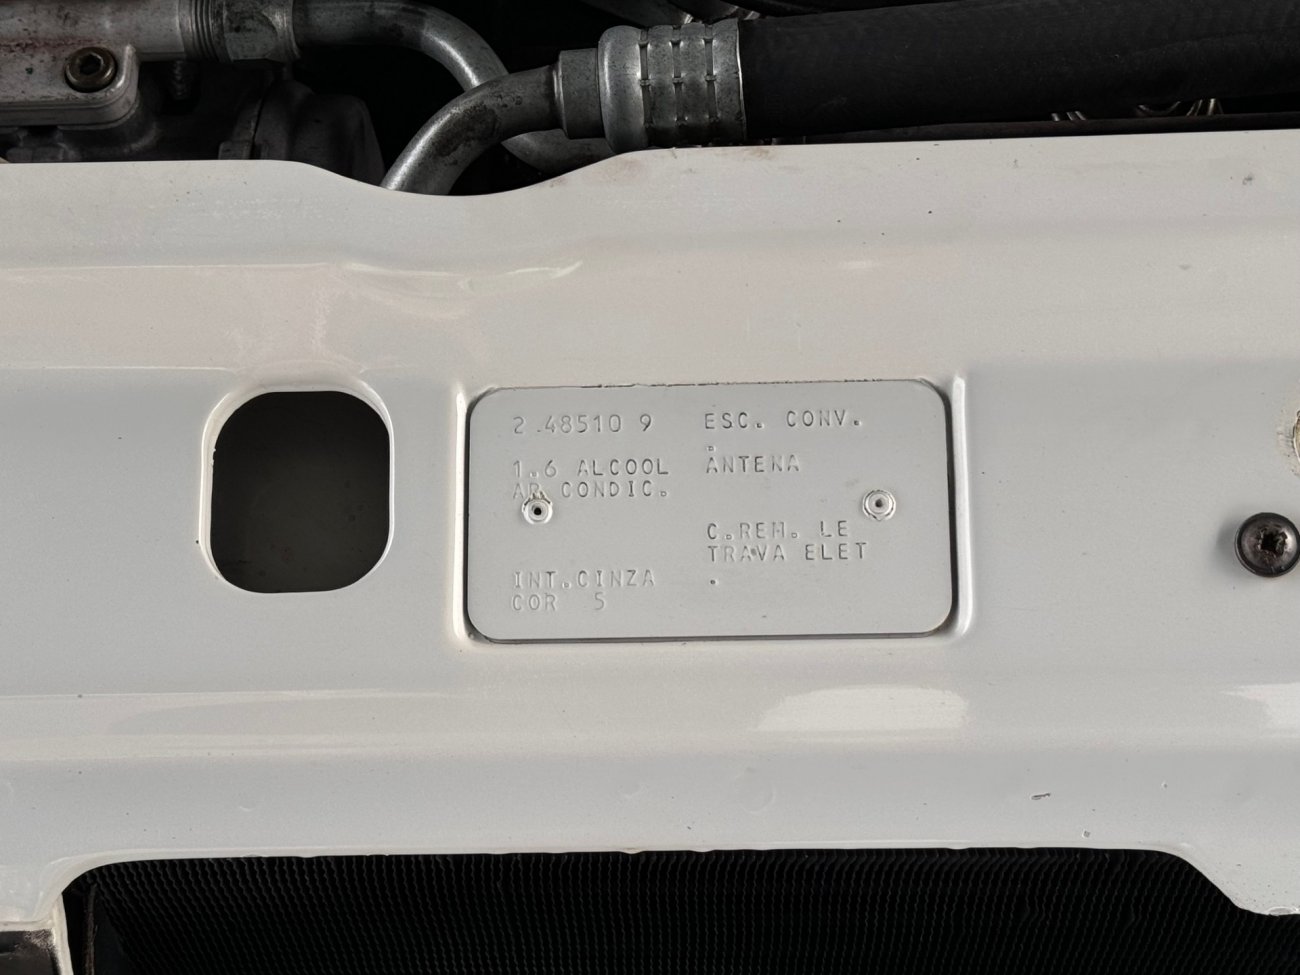 2.48510 9 ESC. CONV.
.
1.6 ALCOOL ANTENA
AR CONDIC.
C.REM. LE
TRAVA ELET
INT.CINZA .
COR 5